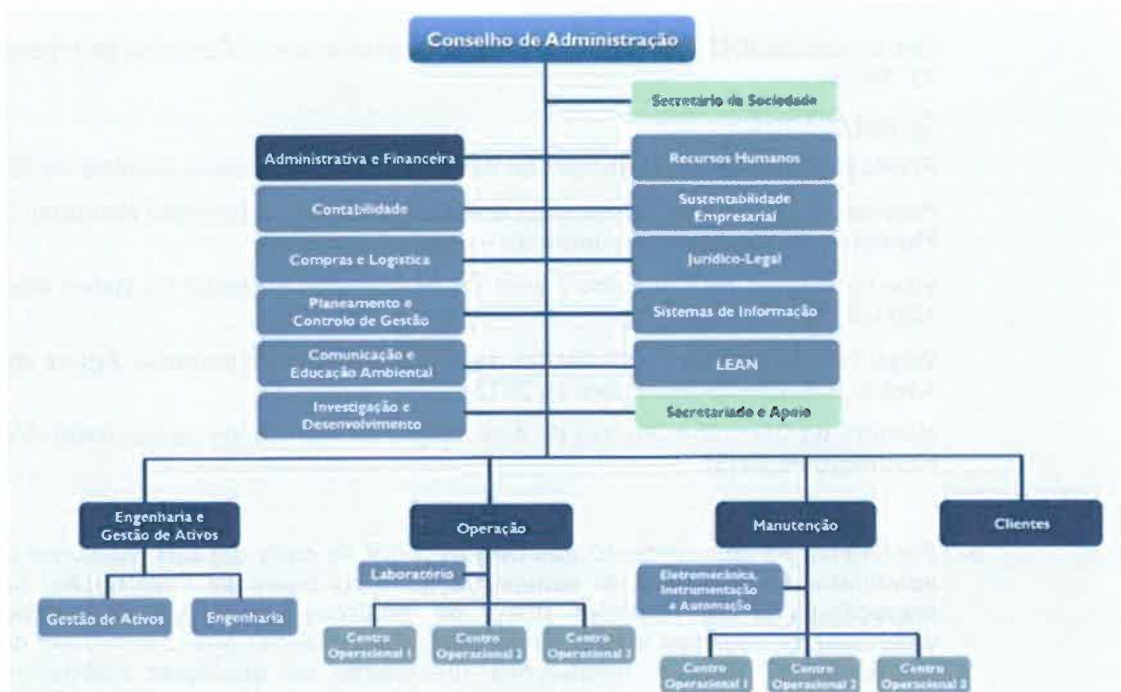 Conselho de Administração
Secretário da Sociedade
Administrativa e Financeira
Recursos Humanos
Contabilidade
Sustentabilidade
Empresarial
Compras e Logística
Jurídico-Legal
Planeamento e
Controlo de Gestão
Sistemas de Informação
Comunicação e
Educação Ambiental
LEAN
Investigação e
Desenvolvimento
Secretariado e Apoio
Engenharia e
Gestão de Ativos
Operação
Manutenção
Clientes
Laboratório
Eletromecânica,
Instrumentação
e Automação
Gestão de Ativos
Engenharia
Centro
Operacional 1
Centro
Operacional 2
Centro
Operacional 3
Centro
Operacional 1
Centro
Operacional 2
Centro
Operacional 3